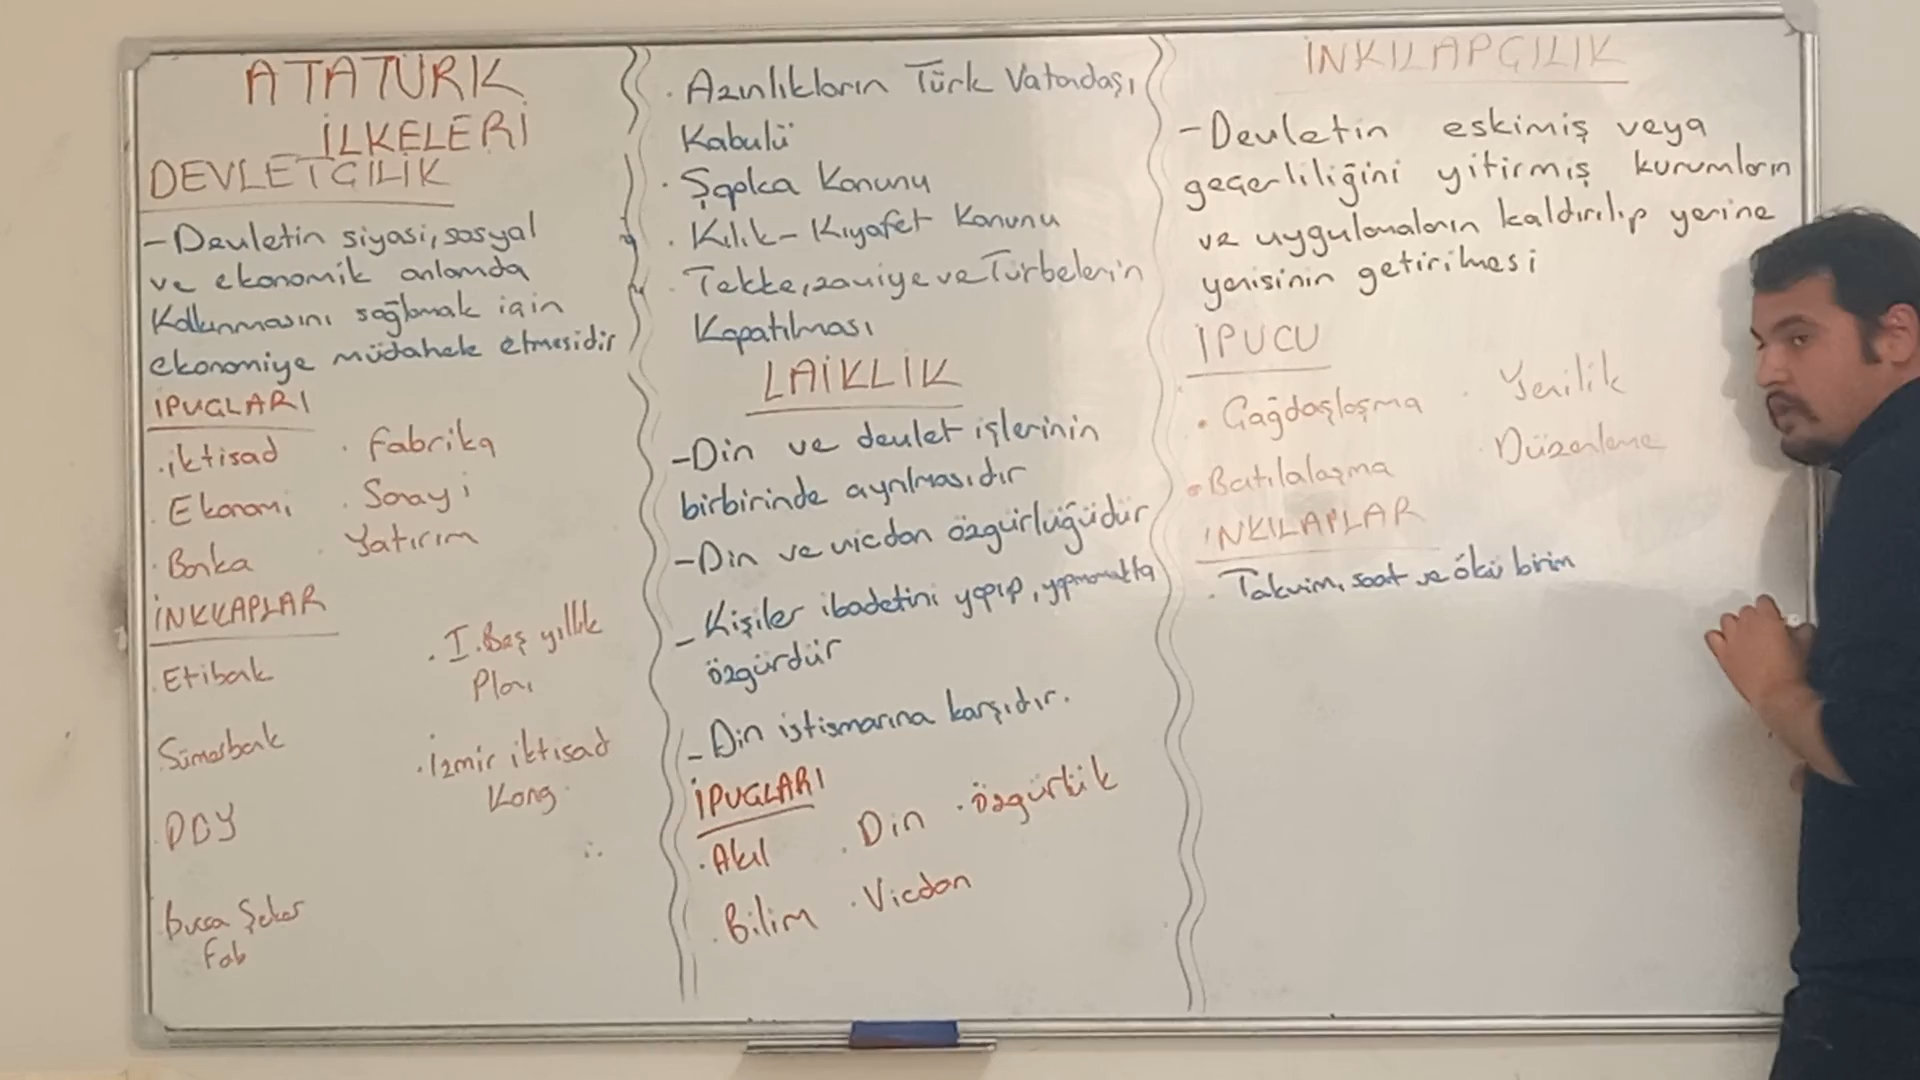 ATATÜRK
İLKELERİ
DEVLETÇİLİK
- Devletin siyasi, sosyal
ve ekonomik anlamda
Kalkınmasını sağlamak için
ekonomiye müdahale etmesidir
İPUÇLARI
. iktisad . fabrika
. Ekonomi . Sanayi
. Banka . Yatırım
İNKILAPLAR
. Etibank . I. Beş yıllık
Planı
. Sümerbank . İzmir iktisad
Kong.
. DDY
. Bursa Şeker
Fab
. Azınlıkların Türk Vatandaşı
Kabulü
. Şapka Kanunu
. Kılık - Kıyafet Kanunu
. Tekke, zaviye ve Türbelerin
Kapatılması
LAİKLİK
- Din ve devlet işlerinin
birbirinde ayrılmasıdır
- Din ve vicdan özgürlüğüdür
- Kişiler ibadetini yapıp, yapmamakta
özgürdür
- Din istismarına karşıdır.
İPUÇLARI
. Akıl . Din . özgürlük
. Bilim . Vicdan
İNKILAPÇILIK
- Devletin eskimiş veya
geçerliliğini yitirmiş kurumların
ve uygulamaların kaldırılıp yerine
yenisinin getirilmesi
İPUCU
. Çağdaşlaşma . Yenilik
. Batılalaşma . Düzenleme
İNKILAPLAR
. Takvim, saat ve ölçü birim